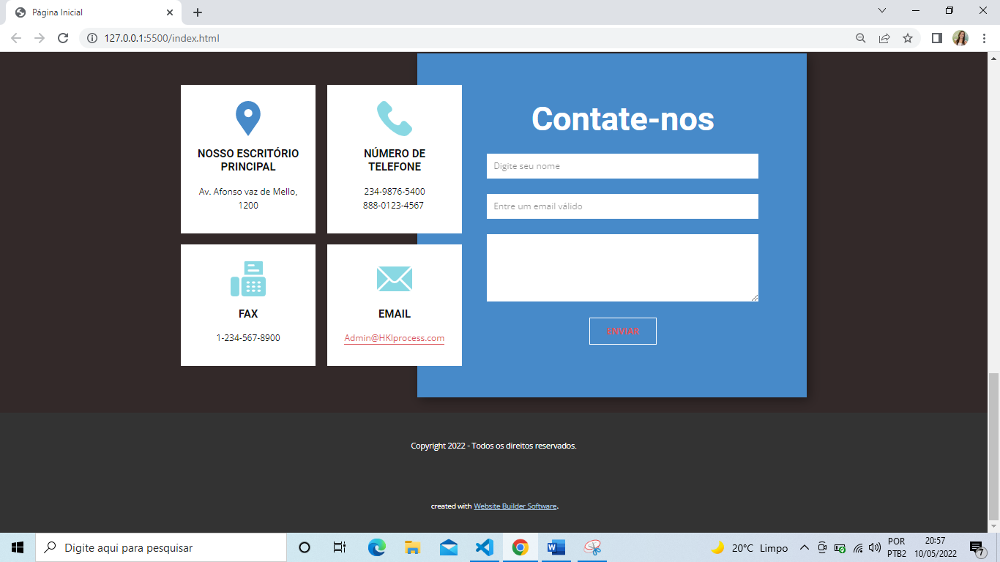 Página Inicial
127.0.0.1:5500/index.html
NOSSO ESCRITÓRIO
PRINCIPAL
Av. Afonso vaz de Mello,
1200
NÚMERO DE
TELEFONE
234-9876-5400
888-0123-4567
FAX
1-234-567-8900
EMAIL
Admin@HKIprocess.com
Contate-nos
Digite seu nome
Entre um email válido
ENVIAR
Copyright 2022 - Todos os direitos reservados.
created with Website Builder Software.
Digite aqui para pesquisar
20°C Limpo
POR
PTB2
20:57
10/05/2022
7